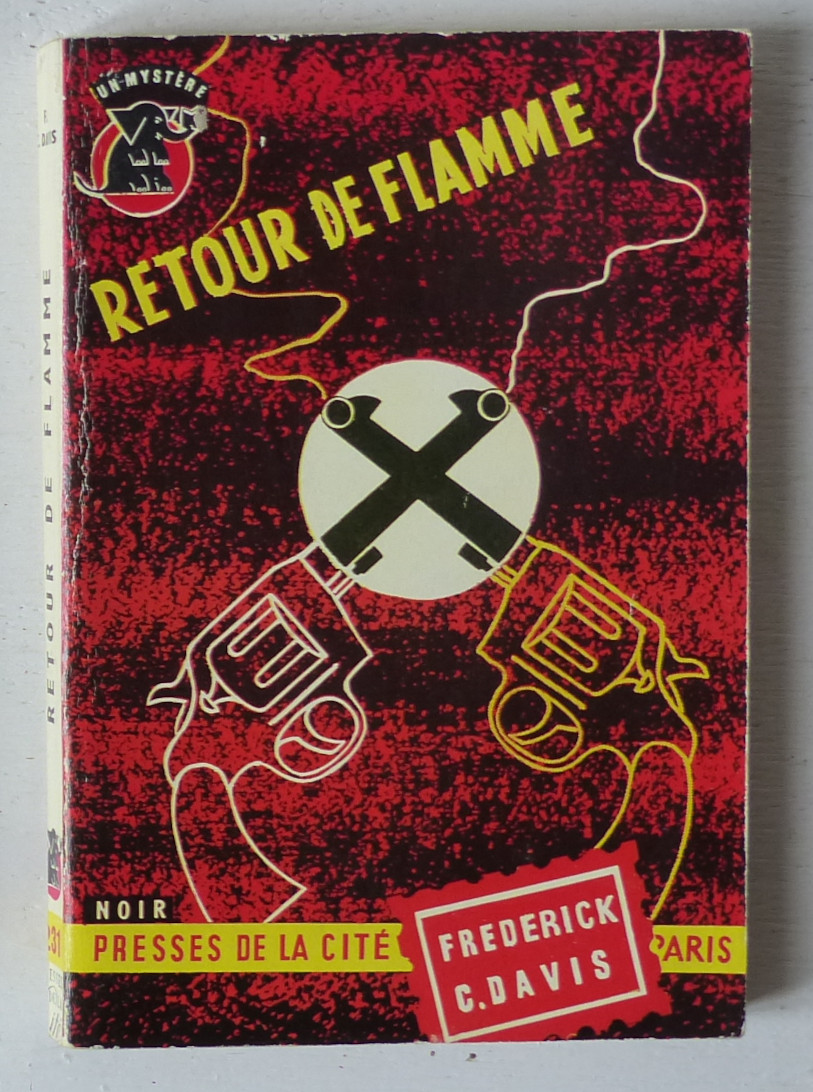 UN MYSTÈRE
RETOUR DE FLAMME
NOIR
PRESSES DE LA CITÉ
PARIS
FREDERICK
C. DAVIS
RETOUR DE FLAMME